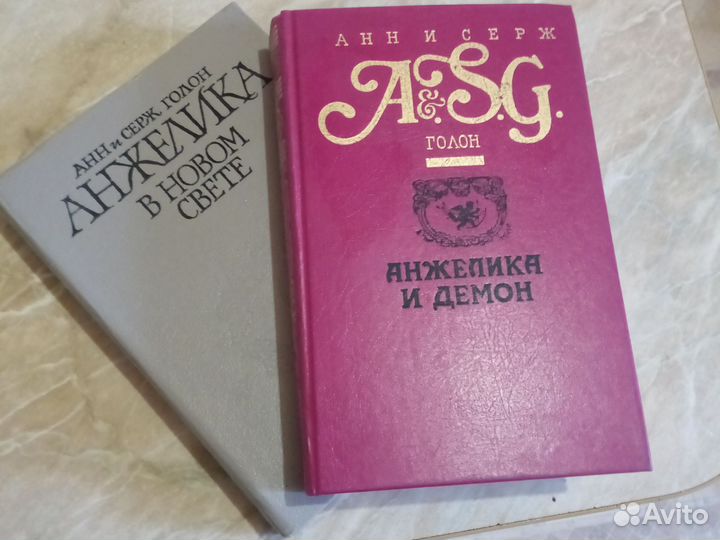 АНН и СЕРЖ ГОЛОН
АНЖЕЛИКА
В НОВОМ
СВЕТЕ
АНН И СЕРЖ
A.&S.G.
ГОЛОН
АНЖЕЛИКА
И ДЕМОН
Avito